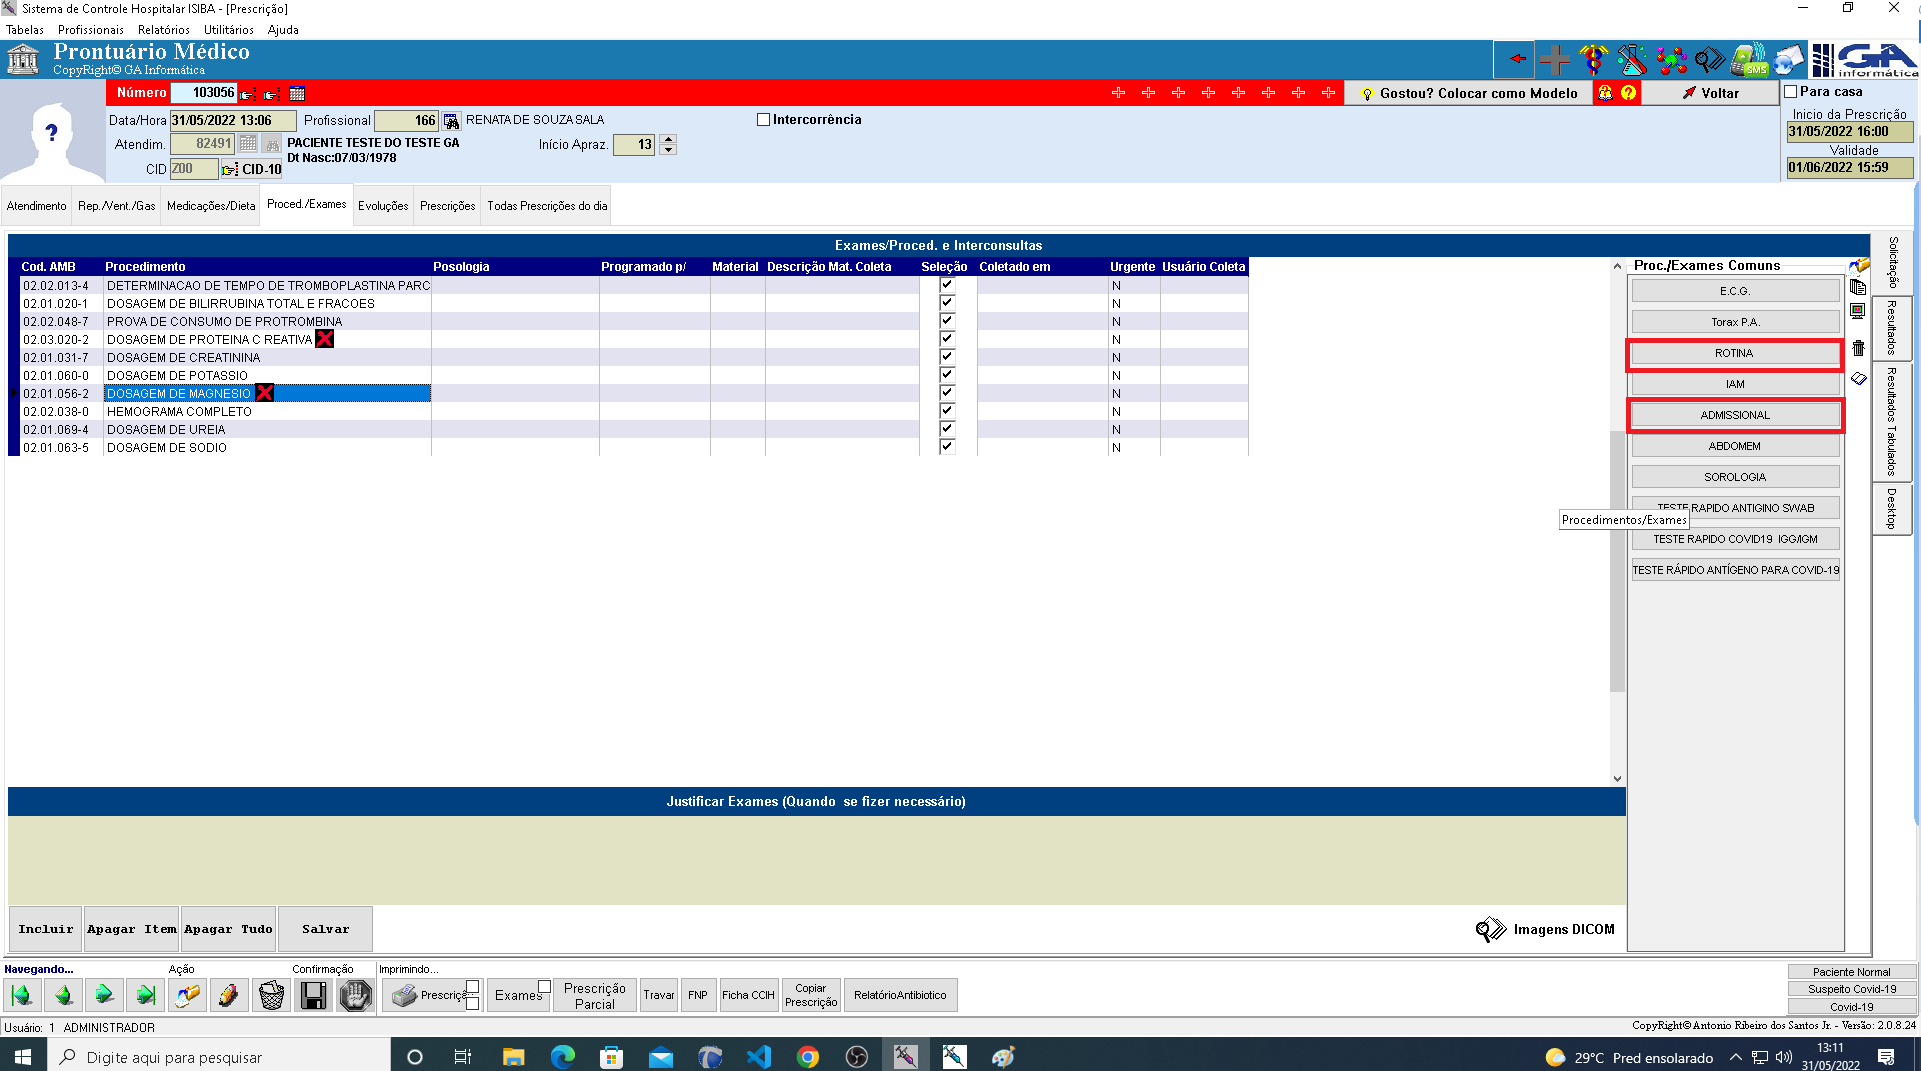 Sistema de Controle Hospitalar ISIBA - [Prescrição]
Tabelas Profissionais Relatórios Utilitários Ajuda
Prontuário Médico
CopyRight© GA Informática
SMS
GA
informática
Número 103056
Gostou? Colocar como Modelo
Voltar
Para casa
Data/Hora 31/05/2022 13:06 Profissional 166 RENATA DE SOUZA SALA
Intercorrência
Inicio da Prescrição
31/05/2022 16:00
Atendim. 82491 PACIENTE TESTE DO TESTE GA
Início Apraz. 13
Validade
Dt Nasc:07/03/1978
CID Z00 CID-10
01/06/2022 15:59
Atendimento Rep./Vent./Gas Medicações/Dieta Proced./Exames Evoluções Prescrições Todas Prescrições do dia
Exames/Proced. e Interconsultas
Cod. AMB Procedimento Posologia Programado p/ Material Descrição Mat. Coleta Seleção Coletado em Urgente Usuário Coleta
02.02.013-4 DETERMINACAO DE TEMPO DE TROMBOPLASTINA PARC N
02.01.020-1 DOSAGEM DE BILIRRUBINA TOTAL E FRACOES N
02.02.048-7 PROVA DE CONSUMO DE PROTROMBINA N
02.03.020-2 DOSAGEM DE PROTEINA C REATIVA N
02.01.031-7 DOSAGEM DE CREATININA N
02.01.060-0 DOSAGEM DE POTASSIO N
02.01.056-2 DOSAGEM DE MAGNESIO N
02.02.038-0 HEMOGRAMA COMPLETO N
02.01.069-4 DOSAGEM DE UREIA N
02.01.063-5 DOSAGEM DE SODIO N
Proc./Exames Comuns
E.C.G.
Torax P.A.
ROTINA
IAM
ADMISSIONAL
ABDOMEM
SOROLOGIA
TESTE RAPIDO ANTIGINO SWAB
Procedimentos/Exames
TESTE RAPIDO COVID19 IGG/IGM
TESTE RÁPIDO ANTÍGENO PARA COVID-19
Solicitação
Resultados
Resultados Tabulados
Desktop
Justificar Exames (Quando se fizer necessário)
Incluir Apagar Item Apagar Tudo Salvar
Imagens DICOM
Navegando... Ação Confirmação Imprimindo...
Prescriçã Exames Prescrição Parcial Travar FNP Ficha CCIH Copiar Prescrição RelatórioAntibiotico
Paciente Normal
Suspeito Covid-19
Covid-19
Usuário: 1 ADMINISTRADOR
CopyRight© Antonio Ribeiro dos Santos Jr. - Versão: 2.0.8.24
Digite aqui para pesquisar
29°C Pred ensolarado
13:11
31/05/2022